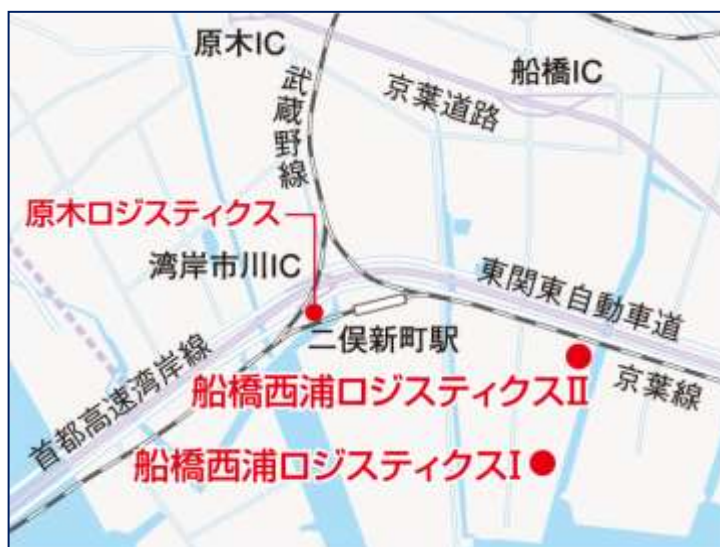 原木IC
船橋IC
武蔵野線
京葉道路
原木ロジスティクス
湾岸市川IC
東関東自動車道
二俣新町駅
首都高速湾岸線
京葉線
船橋西浦ロジスティクスⅡ
船橋西浦ロジスティクスⅠ